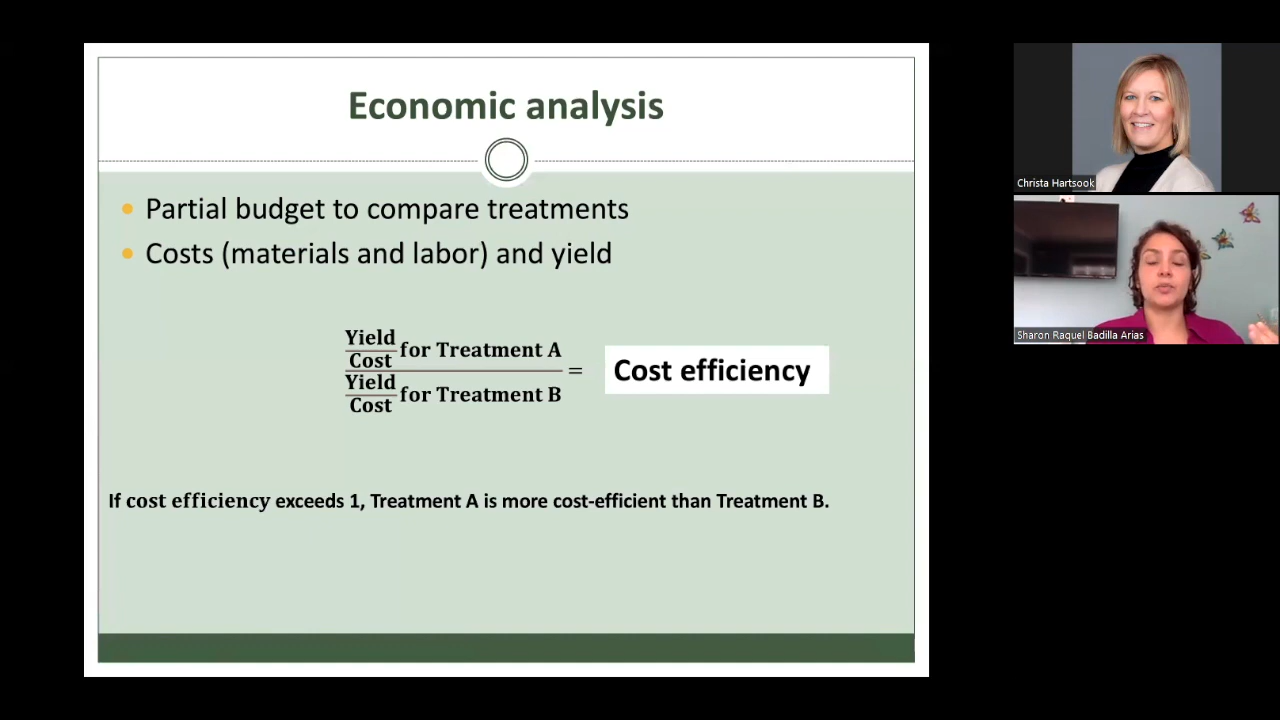 Economic analysis
Partial budget to compare treatments
Costs (materials and labor) and yield
Yield
Cost
for Treatment A
Yield
Cost
for Treatment B
=
Cost efficiency
If cost efficiency exceeds 1, Treatment A is more cost-efficient than Treatment B.
Christa Hartsook
Sharon Raquel Badilla Arias